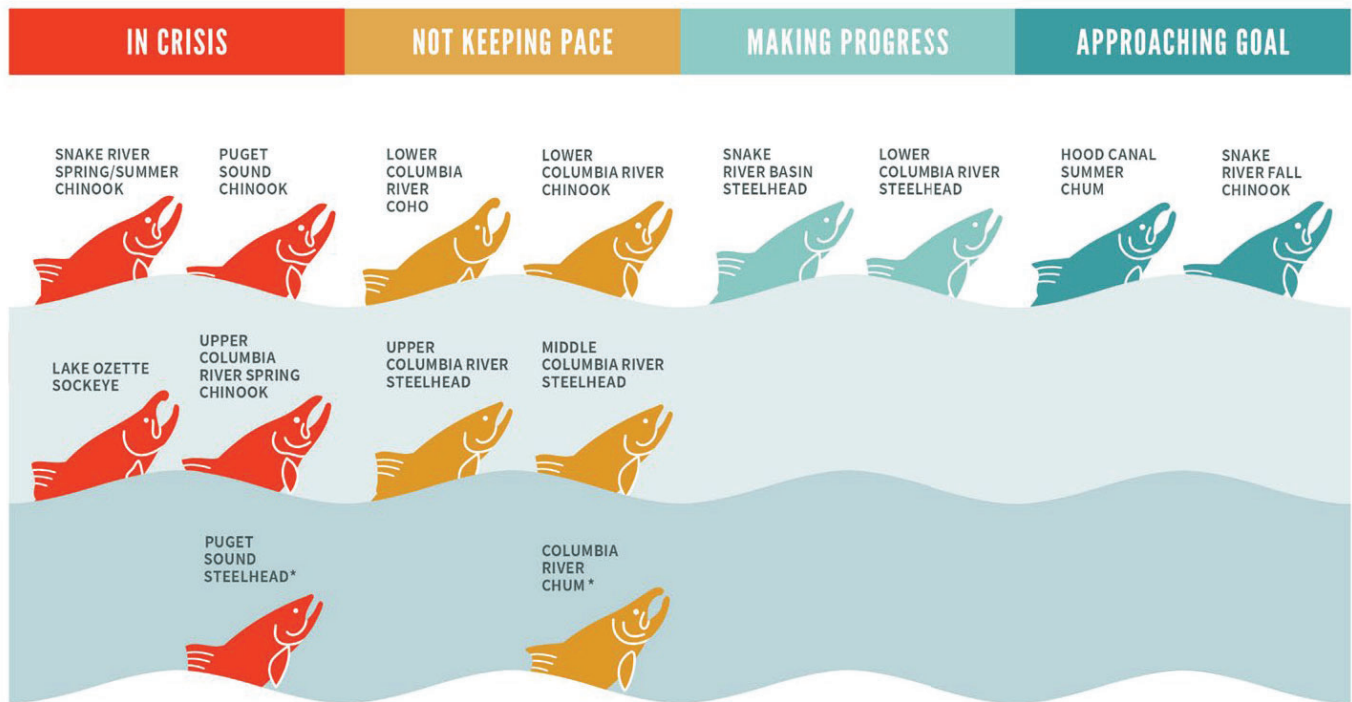 IN CRISIS
NOT KEEPING PACE
MAKING PROGRESS
APPROACHING GOAL
SNAKE RIVER
SPRING/SUMMER
CHINOOK
PUGET
SOUND
CHINOOK
LOWER
COLUMBIA
RIVER
COHO
LOWER
COLUMBIA RIVER
CHINOOK
SNAKE
RIVER BASIN
STEELHEAD
LOWER
COLUMBIA RIVER
STEELHEAD
HOOD CANAL
SUMMER
CHUM
SNAKE
RIVER FALL
CHINOOK
LAKE OZETTE
SOCKEYE
UPPER
COLUMBIA
RIVER SPRING
CHINOOK
UPPER
COLUMBIA RIVER
STEELHEAD
MIDDLE
COLUMBIA RIVER
STEELHEAD
PUGET
SOUND
STEELHEAD*
COLUMBIA
RIVER
CHUM *